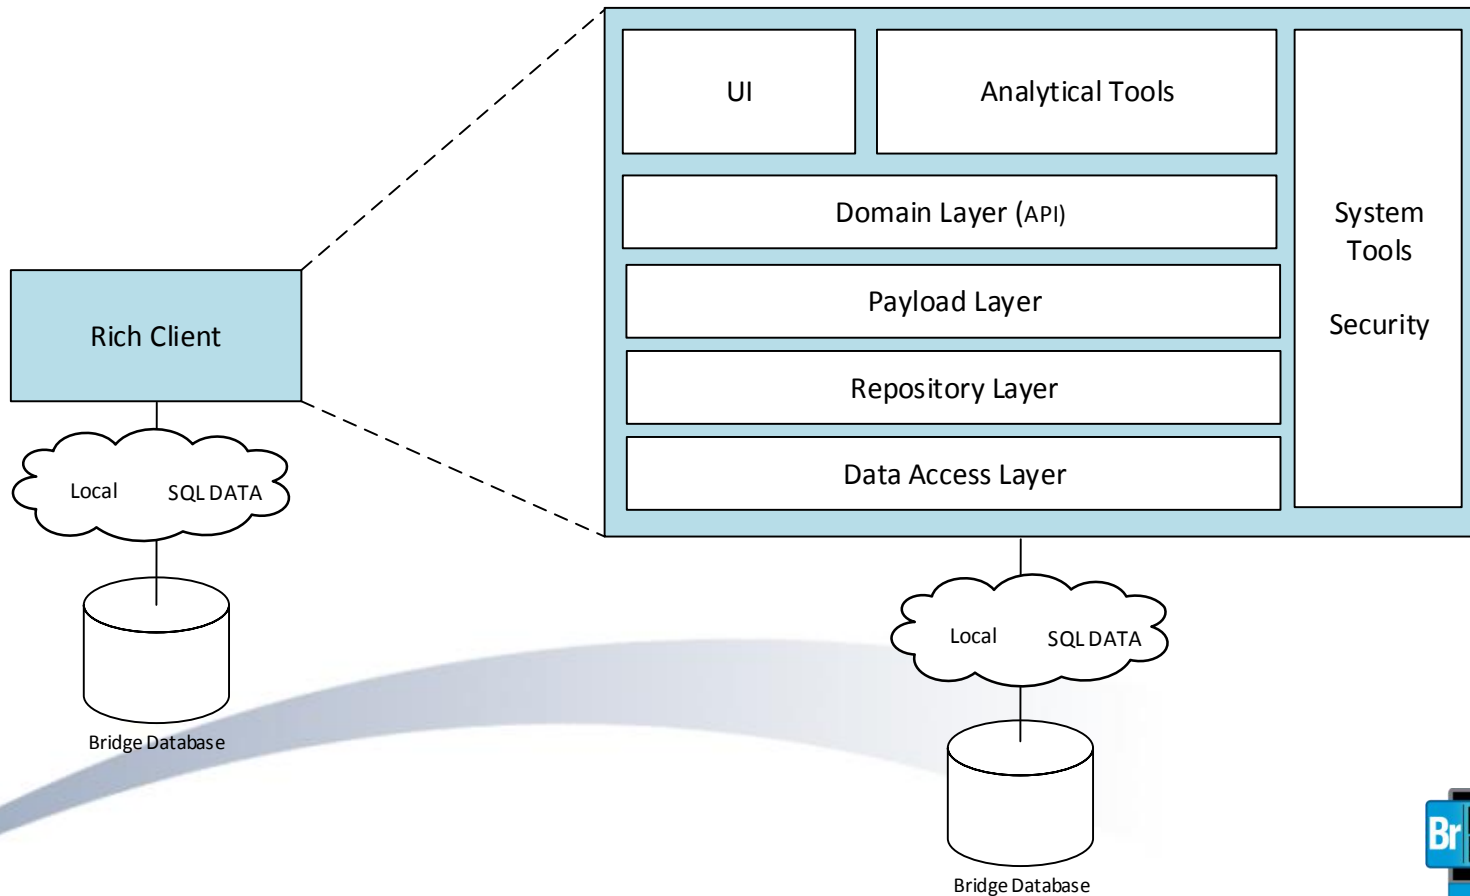 UI
Analytical Tools
Domain Layer (API)
System
Tools
Security
Payload Layer
Rich Client
Repository Layer
Data Access Layer
Local SQL DATA
Local SQL DATA
Bridge Database
Br
Bridge Database